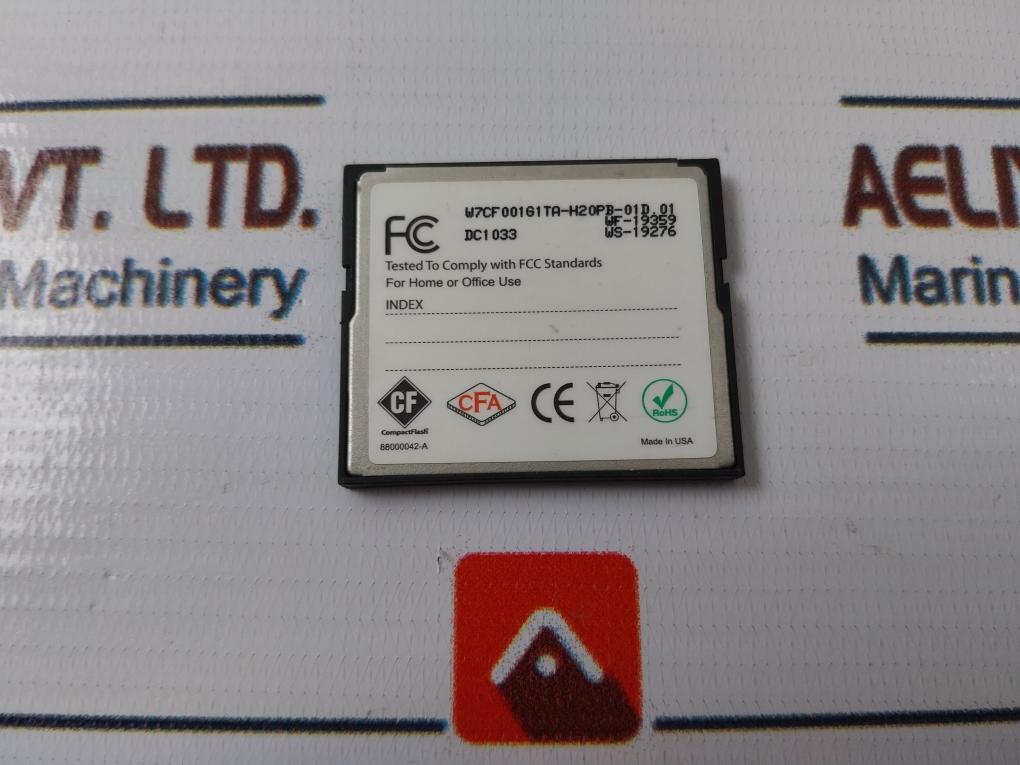 VT. LTD.
Machinery
AELI
Marin
FC W7CF001G1TA-H20PB-01D.01
WF-19359
DC1033 WS-19276
Tested To Comply with FCC Standards
For Home or Office Use
INDEX
CF CFA CE RoHS
CompactFlash
88000042-A Made In USA